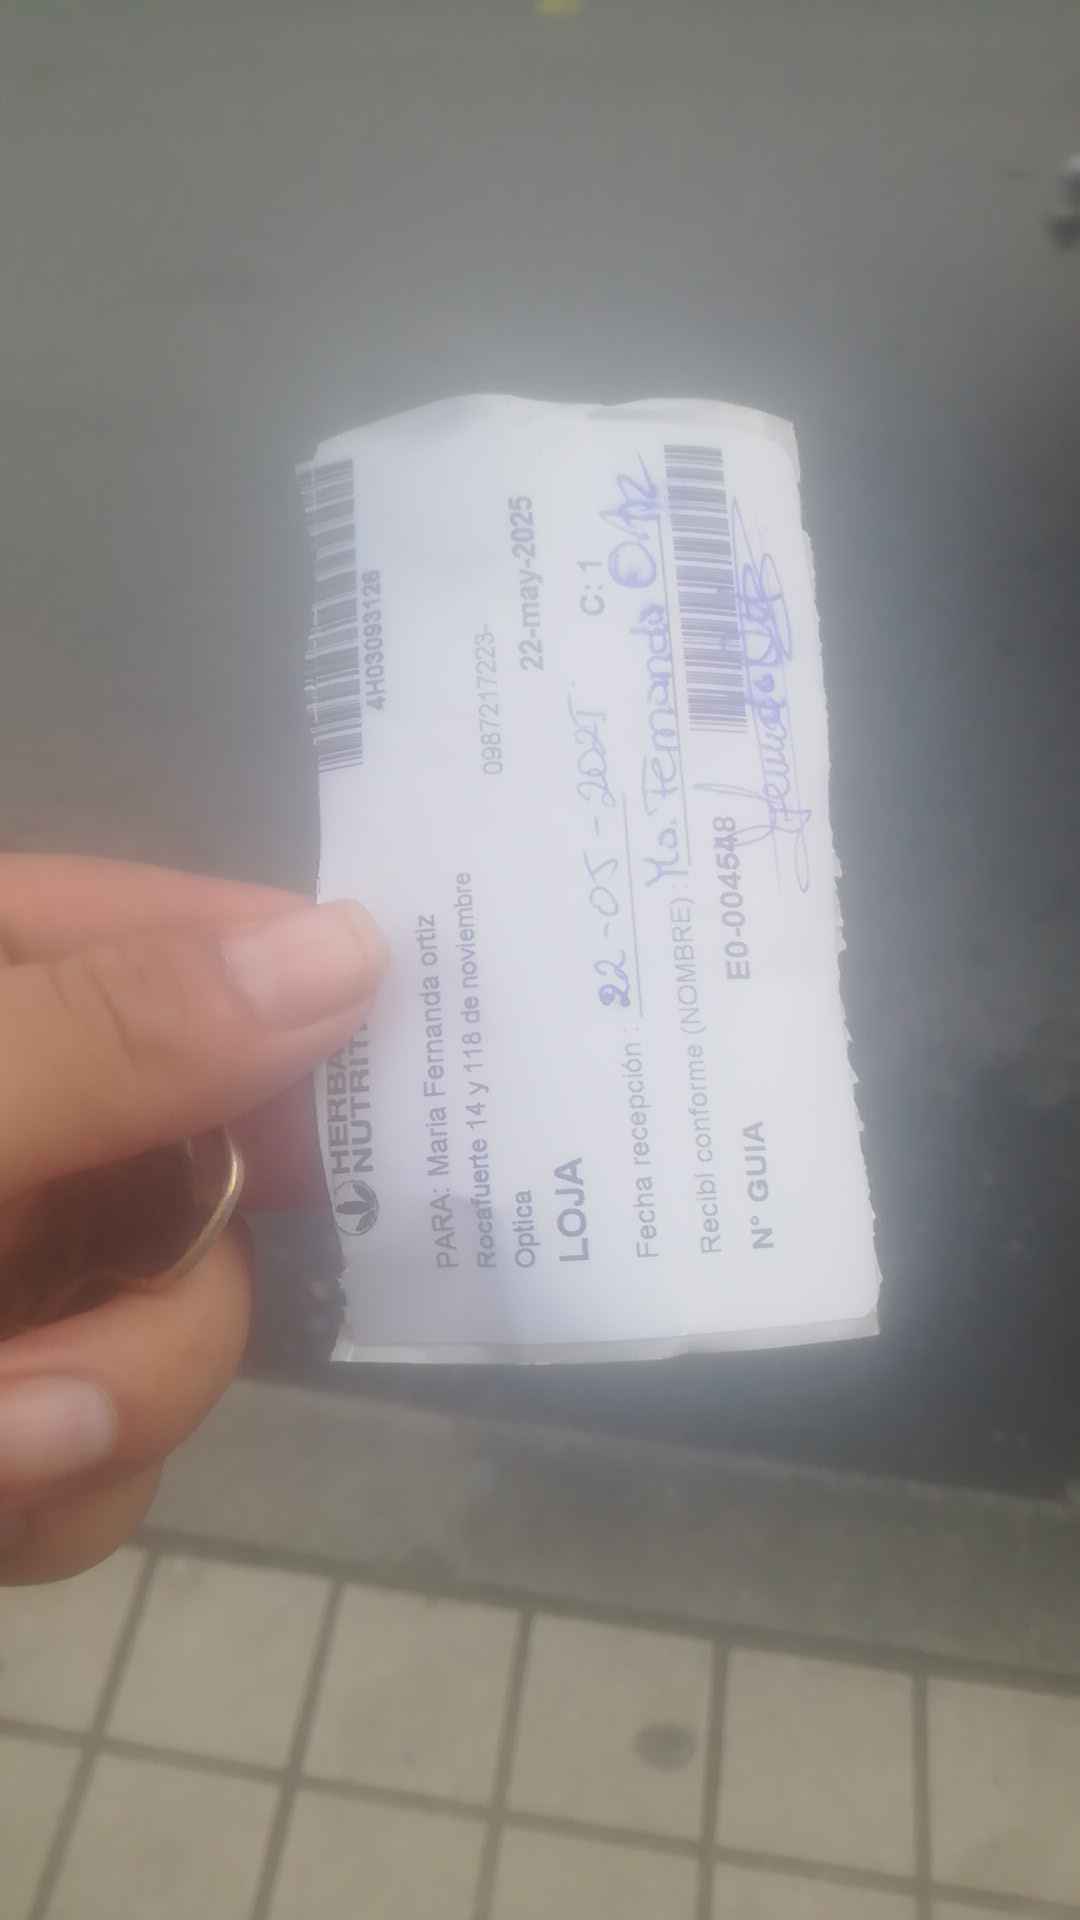 HERBA
NUTRIT
4H03093126
PARA: Maria Fernanda ortiz
Rocafuerte 14 y 118 de noviembre
0987217223-
Optica
22-may-2025
LOJA
C: 1
Fecha recepción : 22-05-2025
Recibí conforme (NOMBRE) : Ma. Fernanda Ortiz
N° GUIA
E0-004548